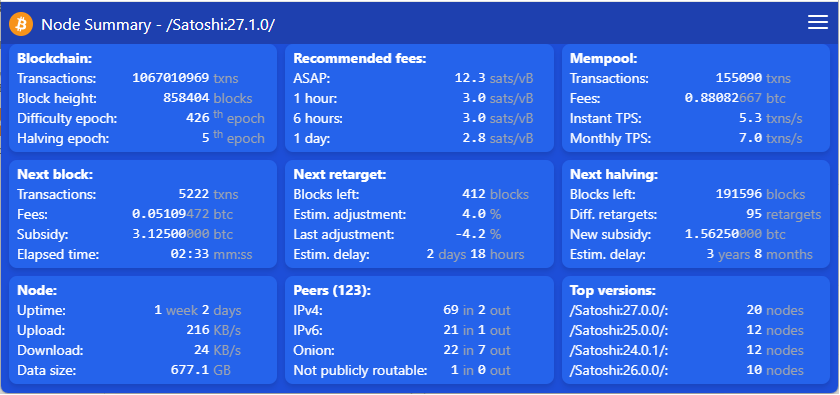 Node Summary - /Satoshi:27.1.0/
Blockchain:
Transactions: 1067010969 txns
Block height: 858404 blocks
Difficulty epoch: 426 th epoch
Halving epoch: 5 th epoch
Recommended fees:
ASAP: 12.3 sats/vB
1 hour: 3.0 sats/vB
6 hours: 3.0 sats/vB
1 day: 2.8 sats/vB
Mempool:
Transactions: 155090 txns
Fees: 0.88082667 btc
Instant TPS: 5.3 txns/s
Monthly TPS: 7.0 txns/s
Next block:
Transactions: 5222 txns
Fees: 0.05109472 btc
Subsidy: 3.12500000 btc
Elapsed time: 02:33 mm:ss
Next retarget:
Blocks left: 412 blocks
Estim. adjustment: 4.0 %
Last adjustment: -4.2 %
Estim. delay: 2 days 18 hours
Next halving:
Blocks left: 191596 blocks
Diff. retargets: 95 retargets
New subsidy: 1.56250000 btc
Estim. delay: 3 years 8 months
Node:
Uptime: 1 week 2 days
Upload: 216 KB/s
Download: 24 KB/s
Data size: 677.1 GB
Peers (123):
IPv4: 69 in 2 out
IPv6: 21 in 1 out
Onion: 22 in 7 out
Not publicly routable: 1 in 0 out
Top versions:
/Satoshi:27.0.0/: 20 nodes
/Satoshi:25.0.0/: 12 nodes
/Satoshi:24.0.1/: 12 nodes
/Satoshi:26.0.0/: 10 nodes